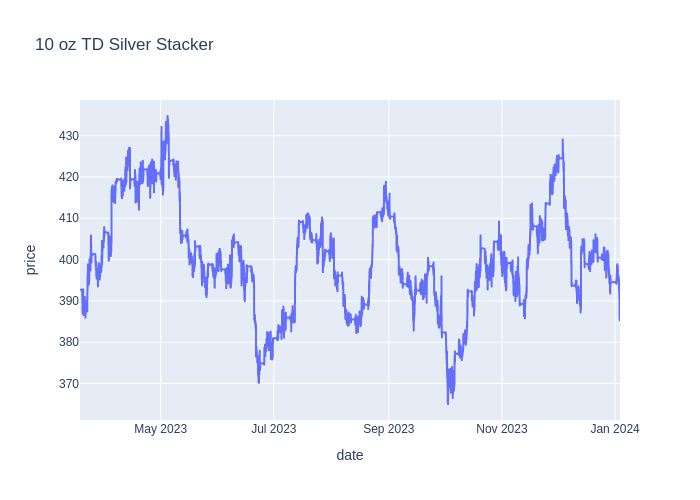 10 oz TD Silver Stacker
430
420
410
400
390
380
370
price
May 2023
Jul 2023
Sep 2023
Nov 2023
Jan 2024
date